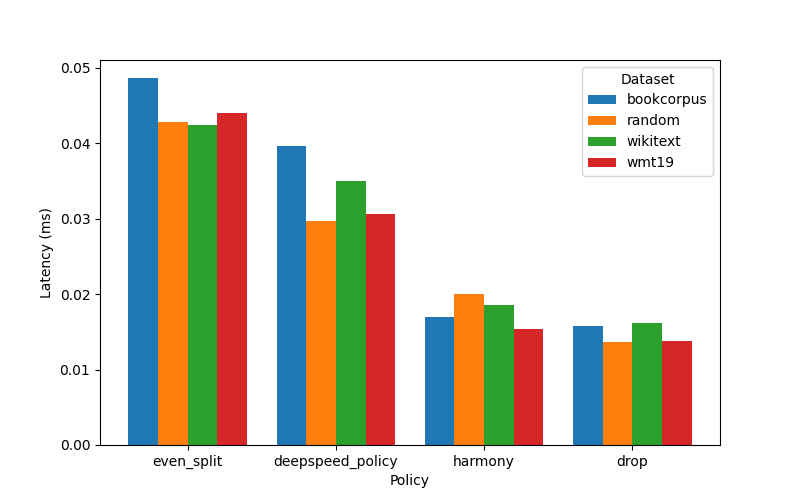 0.05
0.04
0.03
0.02
0.01
0.00
Latency (ms)
Dataset
bookcorpus
random
wikitext
wmt19
even_split
deepspeed_policy
harmony
drop
Policy